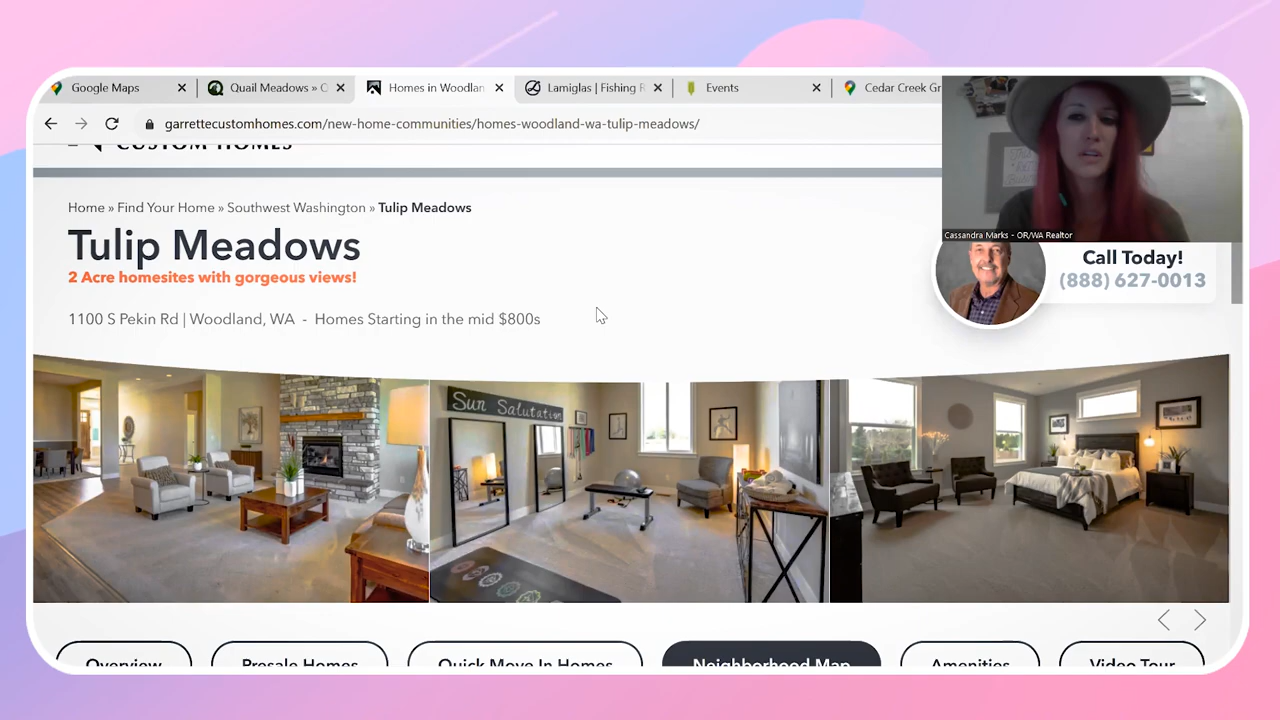 Google Maps
Quail Meadows » C
Homes in Woodlan
Lamiglas | Fishing R
Events
Cedar Creek Gr
garrettecustomhomes.com/new-home-communities/homes-woodland-wa-tulip-meadows/
CUSTOM HOMES
Cassandra Marks - OR/WA Realtor
Home » Find Your Home » Southwest Washington » Tulip Meadows
Tulip Meadows
2 Acre homesites with gorgeous views!
Call Today!
(888) 627-0013
1100 S Pekin Rd | Woodland, WA - Homes Starting in the mid $800s
Sun Salutation
Overview
Presale Homes
Quick Move In Homes
Neighborhood Map
Amenities
Video Tour